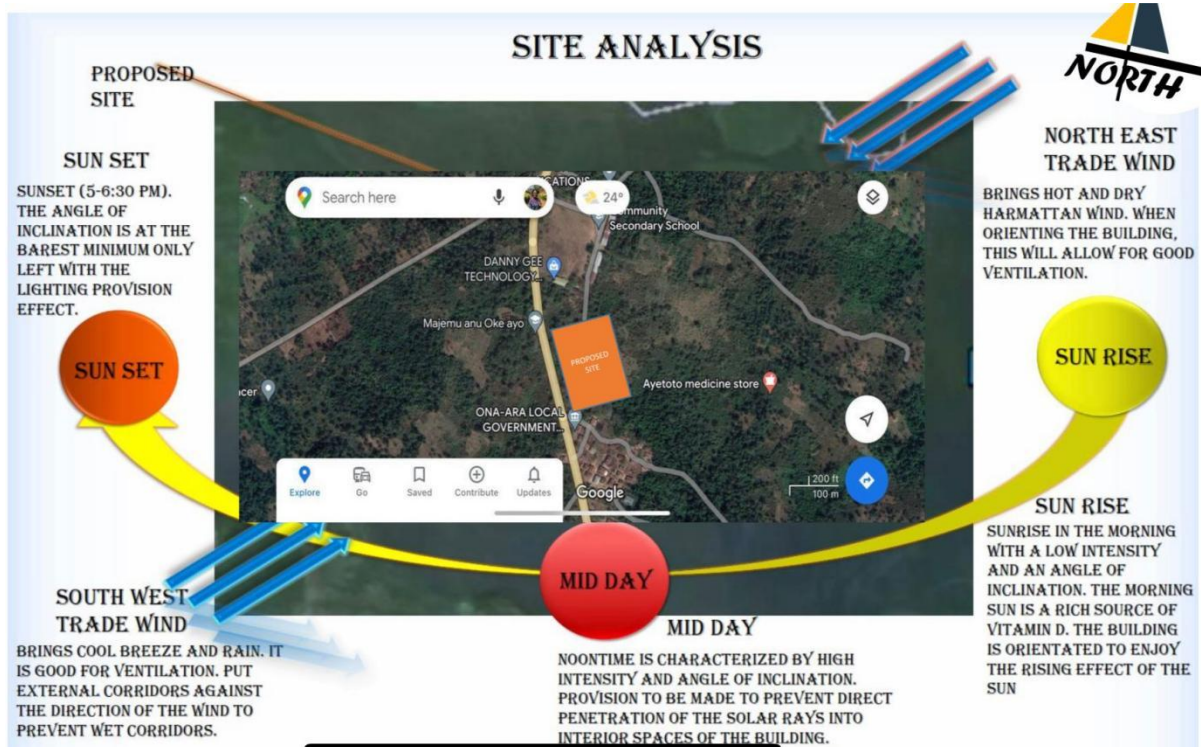 SITE ANALYSIS
NORTH
PROPOSED
SITE
SUN SET
SUNSET (5-6:30 PM).
THE ANGLE OF
INCLINATION IS AT THE
BAREST MINIMUM ONLY
LEFT WITH THE
LIGHTING PROVISION
EFFECT.
SUN SET
NORTH EAST
TRADE WIND
BRINGS HOT AND DRY
HARMATTAN WIND. WHEN
ORIENTING THE BUILDING,
THIS WILL ALLOW FOR GOOD
VENTILATION.
SUN RISE
Search here
24°
Secondary School
DANNY GEE
TECHNOLOGY...
Majemu anu Oke ayo
PROPOSED
SITE
Ayetoto medicine store
ONA-ARA LOCAL
GOVERNMENT...
Explore
Go
Saved
Contribute
Updates
Google
200 ft
100 m
SOUTH WEST
TRADE WIND
BRINGS COOL BREEZE AND RAIN. IT
IS GOOD FOR VENTILATION. PUT
EXTERNAL CORRIDORS AGAINST
THE DIRECTION OF THE WIND TO
PREVENT WET CORRIDORS.
MID DAY
MID DAY
NOONTIME IS CHARACTERIZED BY HIGH
INTENSITY AND ANGLE OF INCLINATION.
PROVISION TO BE MADE TO PREVENT DIRECT
PENETRATION OF THE SOLAR RAYS INTO
INTERIOR SPACES OF THE BUILDING.
SUN RISE
SUNRISE IN THE MORNING
WITH A LOW INTENSITY
AND AN ANGLE OF
INCLINATION. THE MORNING
SUN IS A RICH SOURCE OF
VITAMIN D. THE BUILDING
IS ORIENTATED TO ENJOY
THE RISING EFFECT OF THE
SUN